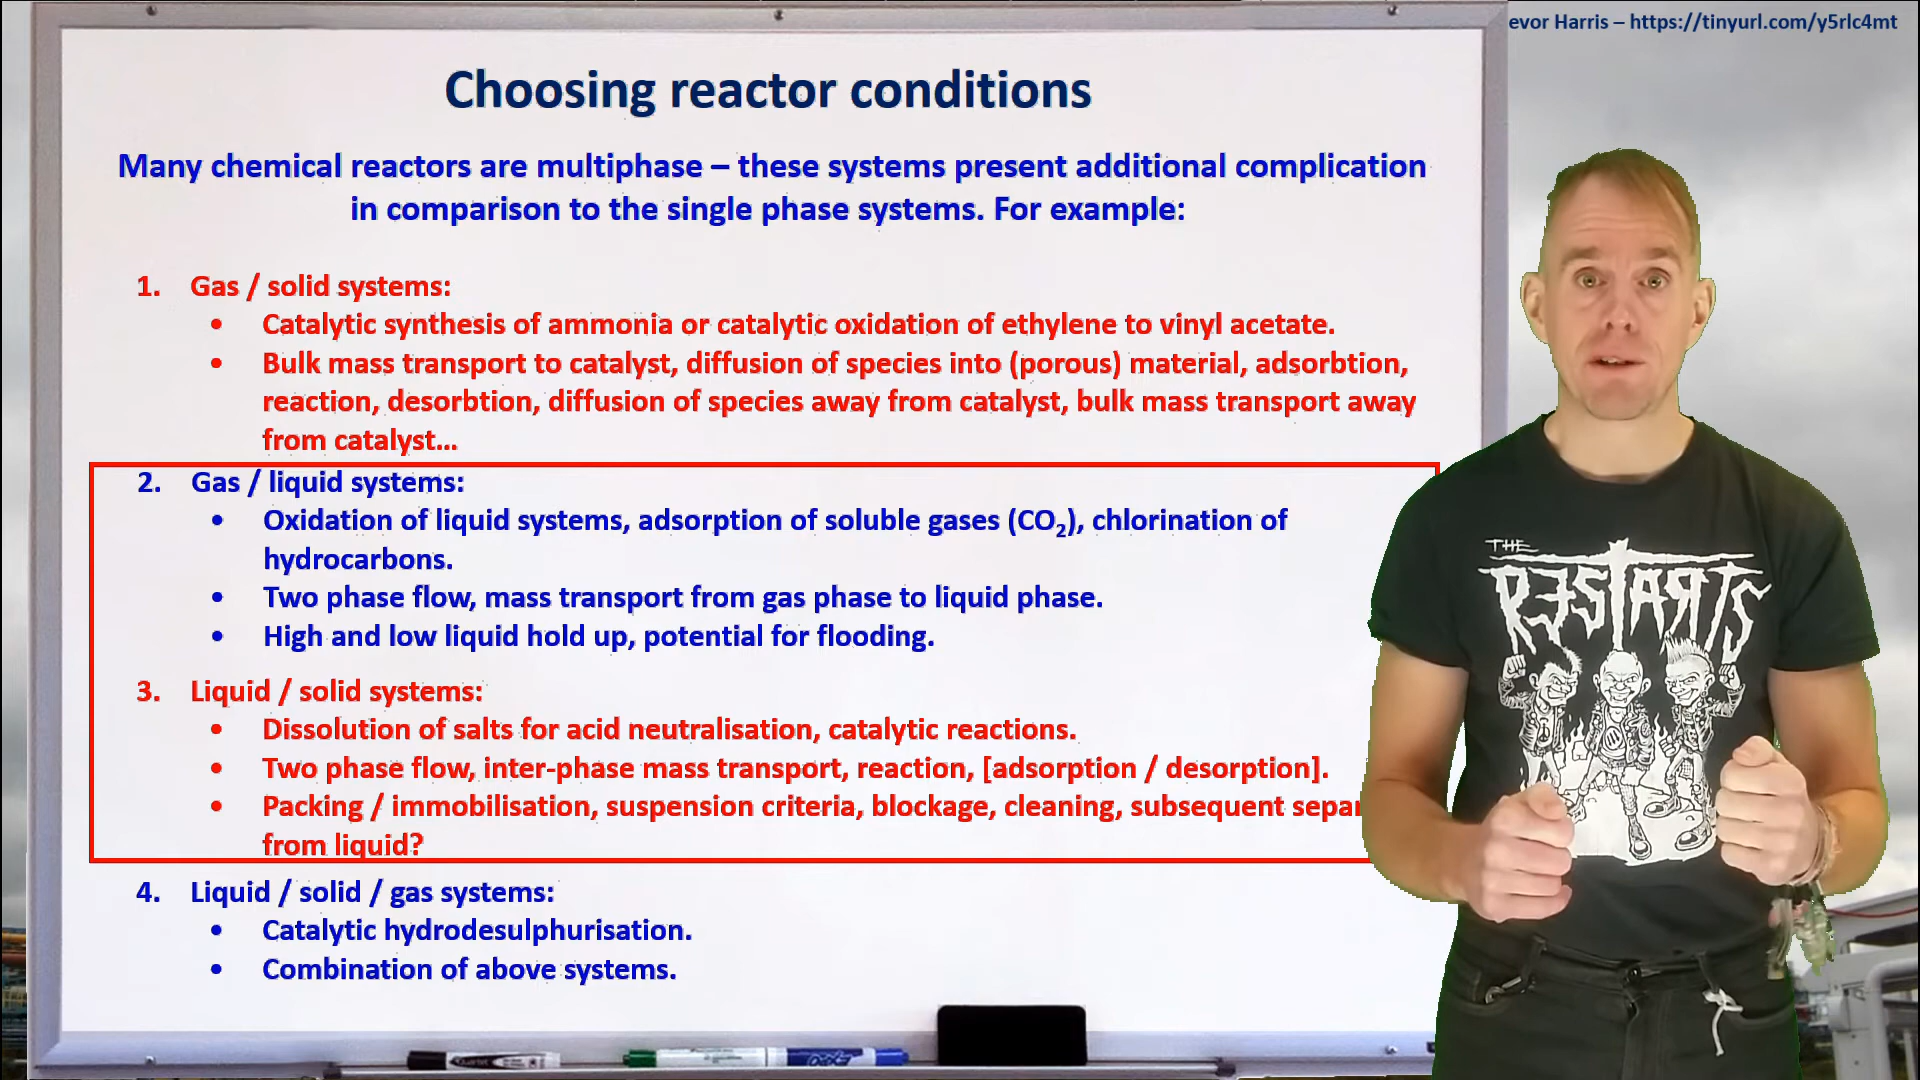 evor Harris – https://tinyurl.com/y5rlc4mt
Choosing reactor conditions
Many chemical reactors are multiphase – these systems present additional complication
in comparison to the single phase systems. For example:
1. Gas / solid systems:
• Catalytic synthesis of ammonia or catalytic oxidation of ethylene to vinyl acetate.
• Bulk mass transport to catalyst, diffusion of species into (porous) material, adsorbtion,
reaction, desorbtion, diffusion of species away from catalyst, bulk mass transport away
from catalyst...
2. Gas / liquid systems:
• Oxidation of liquid systems, adsorption of soluble gases (CO₂), chlorination of
hydrocarbons.
• Two phase flow, mass transport from gas phase to liquid phase.
• High and low liquid hold up, potential for flooding.
3. Liquid / solid systems:
• Dissolution of salts for acid neutralisation, catalytic reactions.
• Two phase flow, inter-phase mass transport, reaction, [adsorption / desorption].
• Packing / immobilisation, suspension criteria, blockage, cleaning, subsequent separ
from liquid?
4. Liquid / solid / gas systems:
• Catalytic hydrodesulphurisation.
• Combination of above systems.
THE
RESTARTS